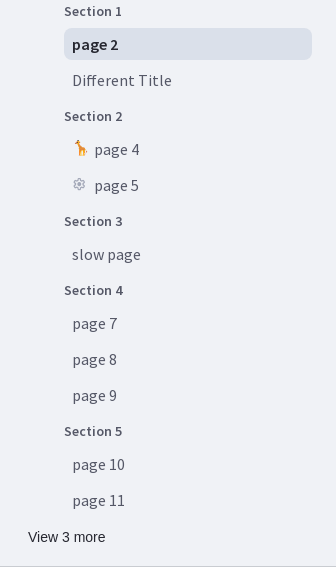 Section 1
page 2
Different Title
Section 2
page 4
page 5
Section 3
slow page
Section 4
page 7
page 8
page 9
Section 5
page 10
page 11
View 3 more